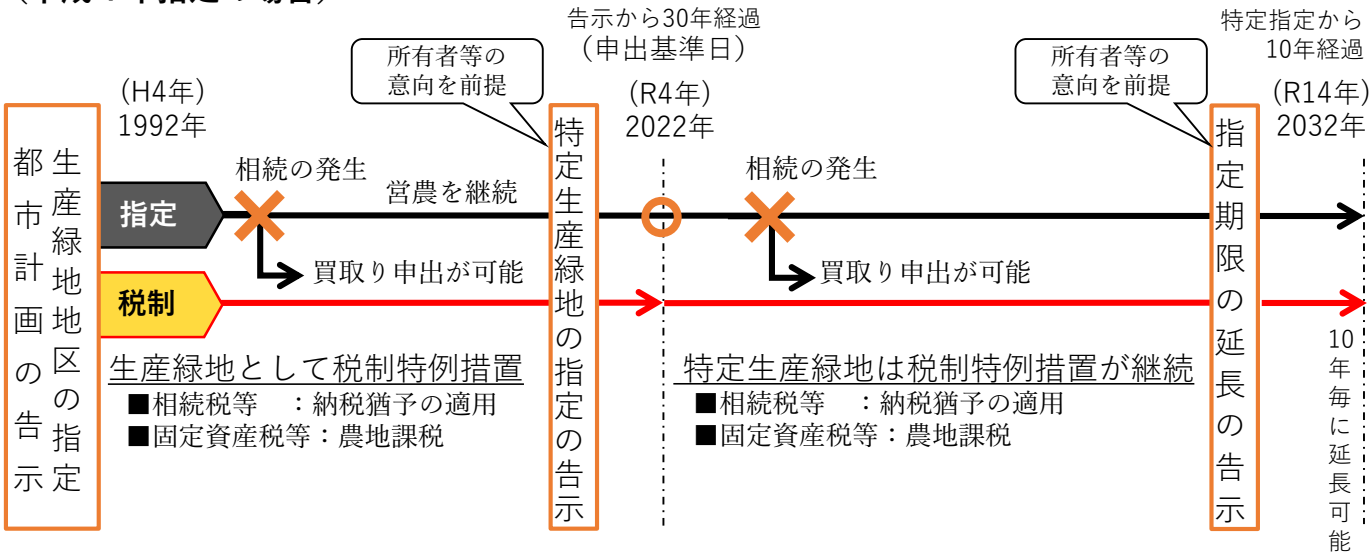 告示から30年経過
（申出基準日）
(R4年)
2022年
特定指定から
10年経過
(R14年)
2032年
所有者等の
意向を前提
所有者等の
意向を前提
(H4年)
1992年
生産緑地地区の指定
都市計画の告示
指定
相続の発生
営農を継続
買取り申出が可能
税制
生産緑地として税制特例措置
■相続税等　：納税猶予の適用
■固定資産税等：農地課税
特定生産緑地の指定の告示
相続の発生
買取り申出が可能
特定生産緑地は税制特例措置が継続
■相続税等　：納税猶予の適用
■固定資産税等：農地課税
指定期限の延長の告示
10年毎に延長可能